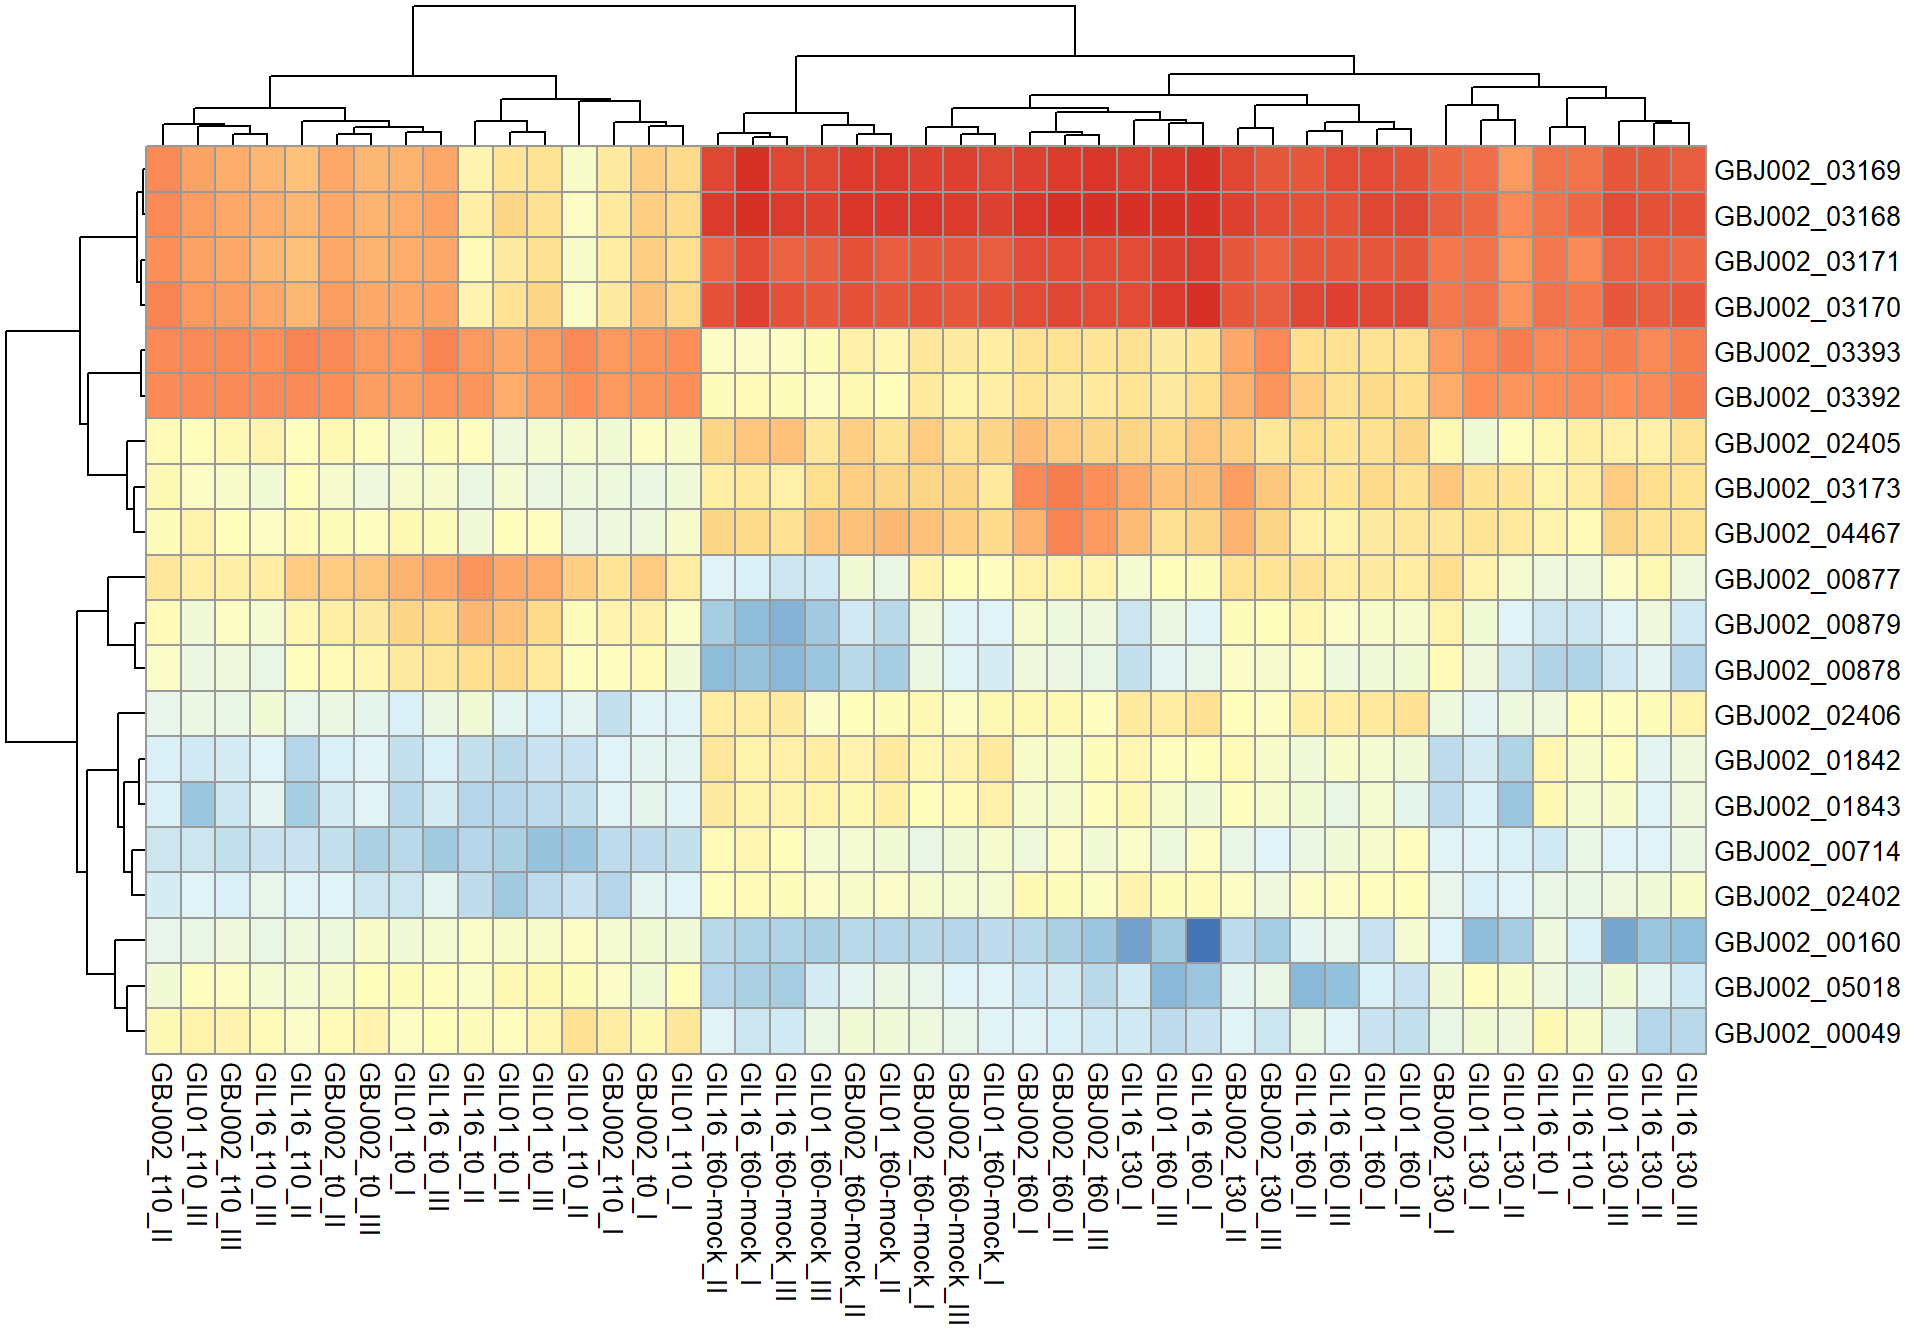 GBJ002_03169
GBJ002_03168
GBJ002_03171
GBJ002_03170
GBJ002_03393
GBJ002_03392
GBJ002_02405
GBJ002_03173
GBJ002_04467
GBJ002_00877
GBJ002_00879
GBJ002_00878
GBJ002_02406
GBJ002_01842
GBJ002_01843
GBJ002_00714
GBJ002_02402
GBJ002_00160
GBJ002_05018
GBJ002_00049
GBJ002_t10_II
GIL01_t10_III
GBJ002_t10_III
GIL16_t10_III
GIL16_t10_II
GBJ002_t0_II
GBJ002_t0_III
GIL01_t0_I
GIL16_t0_III
GIL16_t0_II
GIL01_t0_II
GIL01_t0_III
GIL01_t10_II
GBJ002_t10_I
GBJ002_t0_I
GIL01_t10_I
GIL16_t60-mock_II
GIL16_t60-mock_I
GIL16_t60-mock_III
GIL01_t60-mock_III
GBJ002_t60-mock_II
GIL01_t60-mock_II
GBJ002_t60-mock_I
GBJ002_t60-mock_III
GIL01_t60-mock_I
GBJ002_t60_I
GBJ002_t60_II
GBJ002_t60_III
GIL16_t30_I
GIL01_t60_III
GIL16_t60_I
GBJ002_t30_II
GBJ002_t30_III
GIL16_t60_II
GIL16_t60_III
GIL01_t60_I
GIL01_t60_II
GBJ002_t30_I
GIL01_t30_I
GIL01_t30_II
GIL16_t0_I
GIL16_t10_I
GIL01_t30_III
GIL16_t30_II
GIL16_t30_III